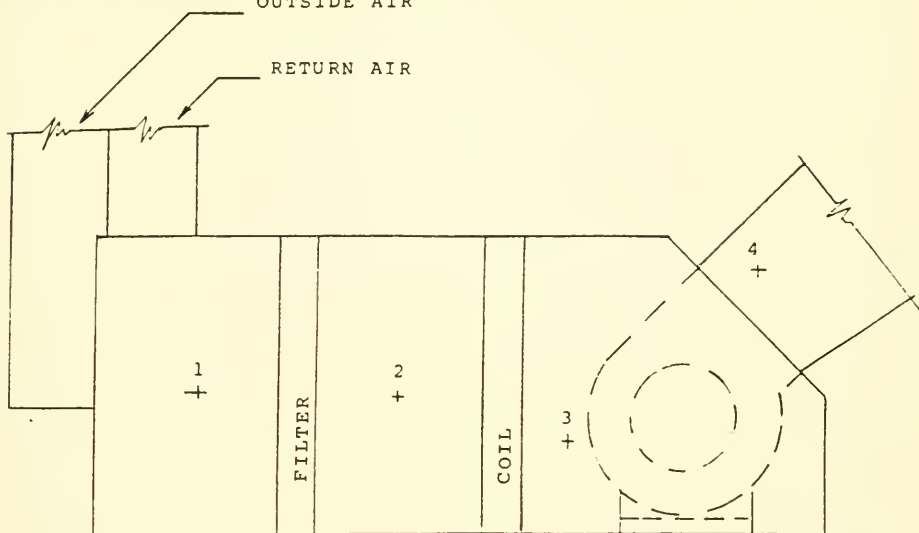 OUTSIDE AIR
RETURN AIR
4
1
2
3
FILTER
COIL